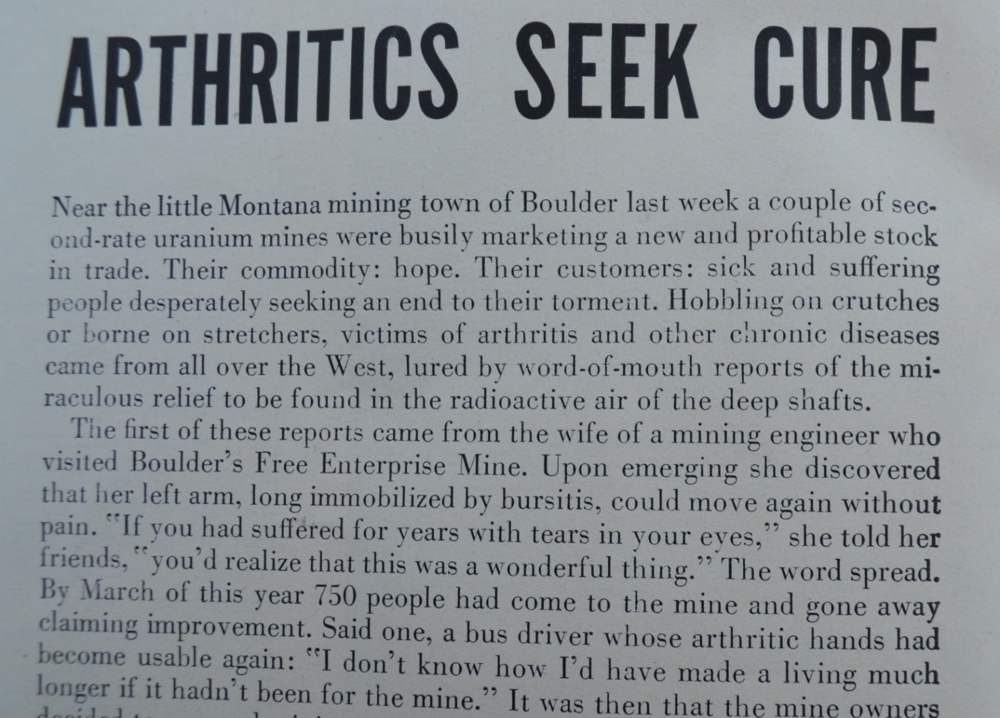 ARTHRITICS SEEK CURE
Near the little Montana mining town of Boulder last week a couple of sec-
ond-rate uranium mines were busily marketing a new and profitable stock
in trade. Their commodity: hope. Their customers: sick and suffering
people desperately seeking an end to their torment. Hobbling on crutches
or borne on stretchers, victims of arthritis and other chronic diseases
came from all over the West, lured by word-of-mouth reports of the mi-
raculous relief to be found in the radioactive air of the deep shafts.
The first of these reports came from the wife of a mining engineer who
visited Boulder's Free Enterprise Mine. Upon emerging she discovered
that her left arm, long immobilized by bursitis, could move again without
pain. "If you had suffered for years with tears in your eyes," she told her
friends, "you'd realize that this was a wonderful thing." The word spread.
By March of this year 750 people had come to the mine and gone away
claiming improvement. Said one, a bus driver whose arthritic hands had
become usable again: "I don't know how I'd have made a living much
longer if it hadn't been for the mine." It was then that the mine owners